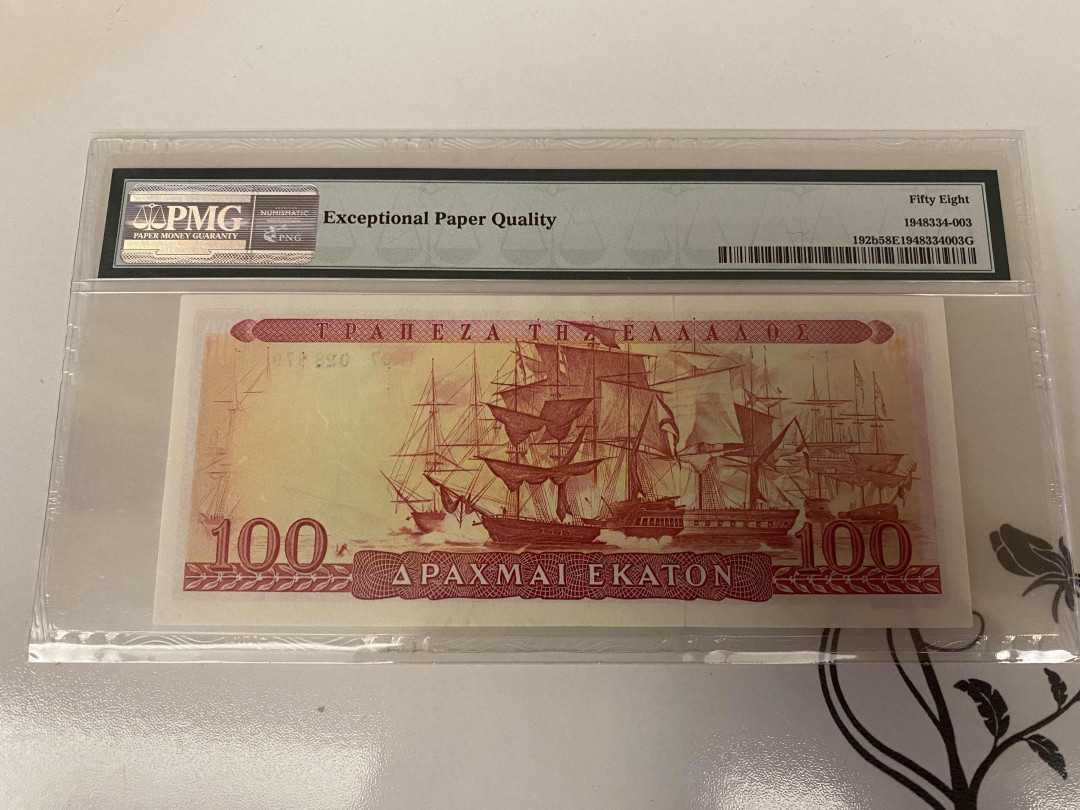 PMG
PAPER MONEY GUARANTY
NUMISMATIC
PNG
Exceptional Paper Quality
Fifty Eight
1948334-003
192b58E1948334003G
ΤΡΑΠΕΖΑ ΤΗΣ ΕΛΛΑΔΟΣ
100
100
ΔΡΑΧΜΑΙ ΕΚΑΤΟΝ